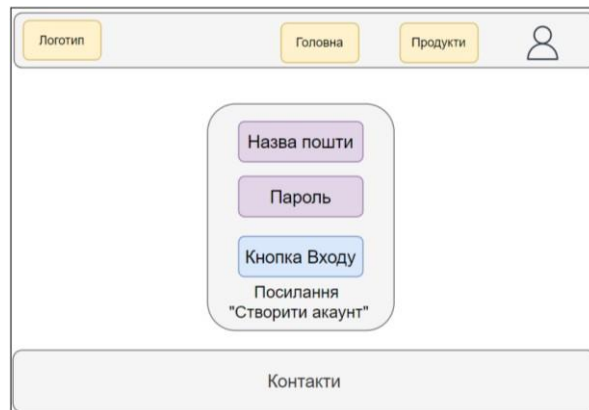 Логотип
Головна
Продукти
Назва пошти
Пароль
Кнопка Входу
Посилання
"Створити акаунт"
Контакти